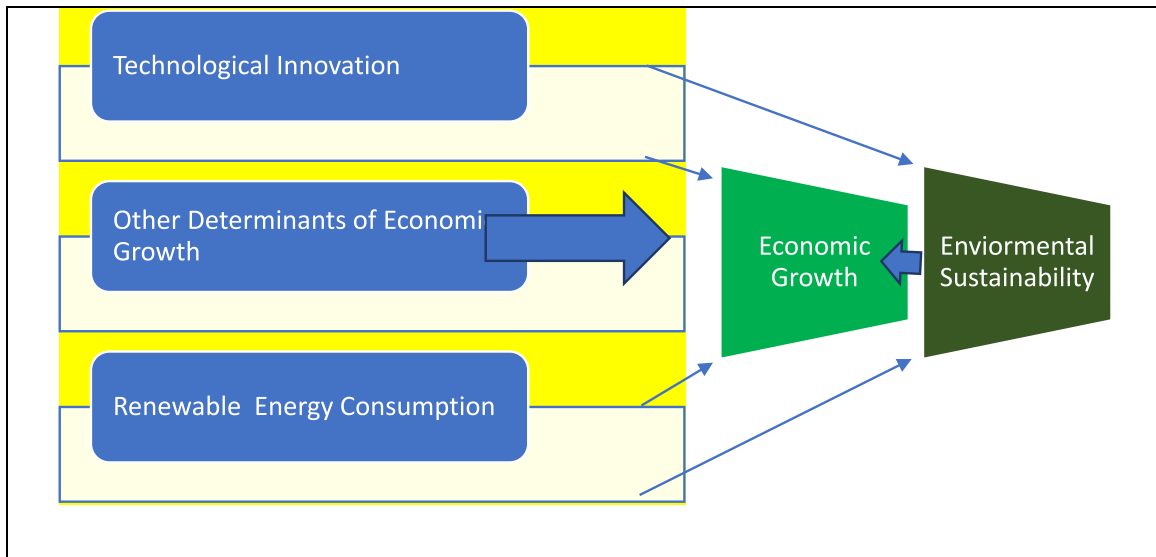 Technological Innovation
Other Determinants of Economi
Growth
Renewable  Energy Consumption
Economic
Growth
Enviormental
Sustainability